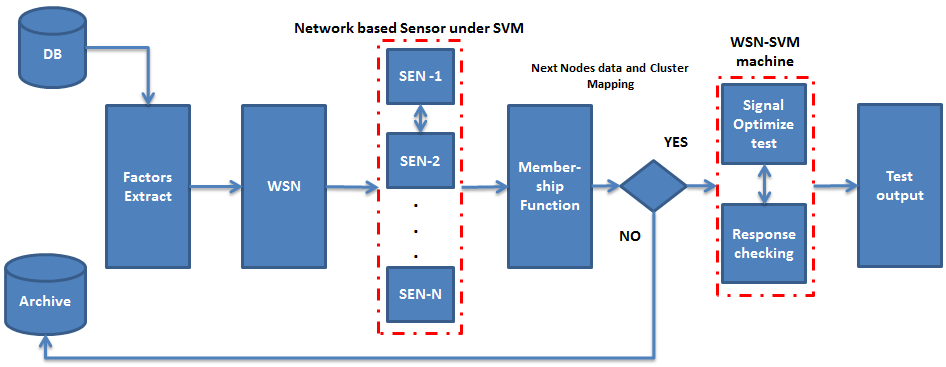 Network based Sensor under SVM
DB
SEN -1
WSN-SVM
machine
Next Nodes data and Cluster
Mapping
Signal
Optimize
test
YES
SEN-2
Factors
Extract
WSN
.
.
.
Member-
ship
Function
Test
output
NO
Response
checking
SEN-N
Archive